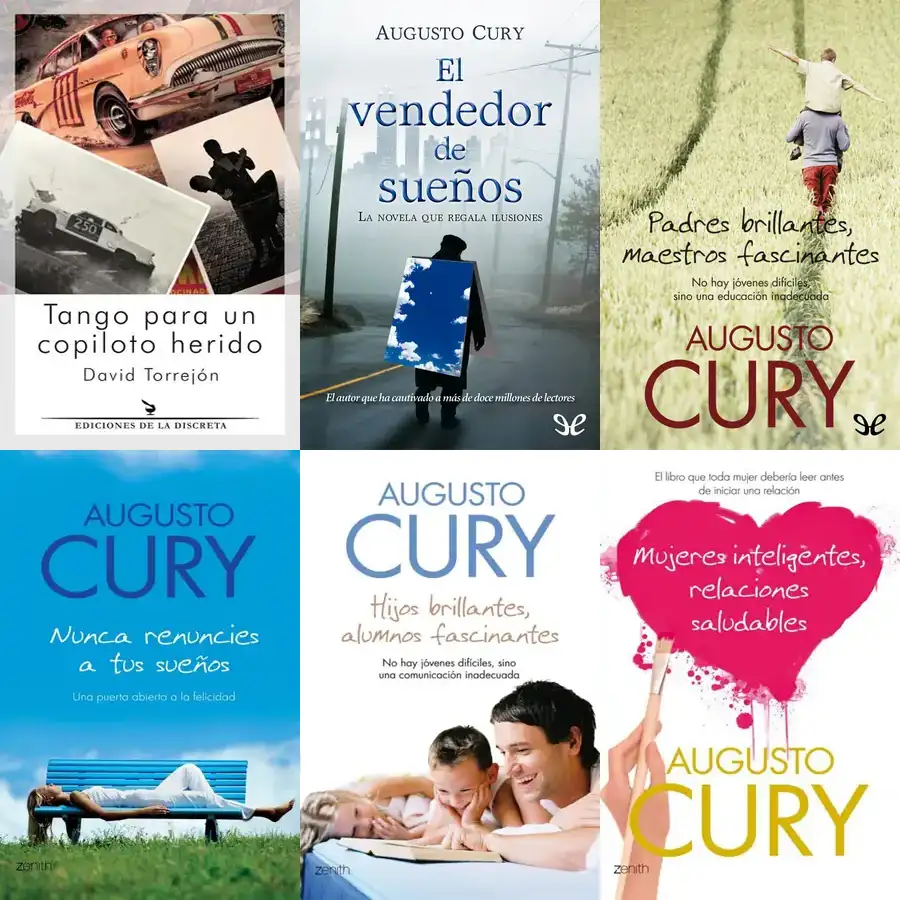 250
Tango para un
copiloto herido
David Torrejón
EDICIONES DE LA DISCRETA
AUGUSTO CURY
El
vendedor
de
sueños
LA NOVELA QUE REGALA ILUSIONES
El autor que ha cautivado a más de doce millones de lectores
Padres brillantes,
maestros fascinantes
No hay jóvenes difíciles,
sino una educación inadecuada
AUGUSTO
CURY
AUGUSTO
CURY
Nunca renuncies
a tus sueños
Una puerta abierta a la felicidad
zenith
AUGUSTO
CURY
Hijos brillantes,
alumnos fascinantes
No hay jóvenes difíciles, sino
una comunicación inadecuada
zenith
El libro que toda mujer debería leer antes
de iniciar una relación
Mujeres inteligentes,
relaciones
saludables
AUGUSTO
CURY
zenith